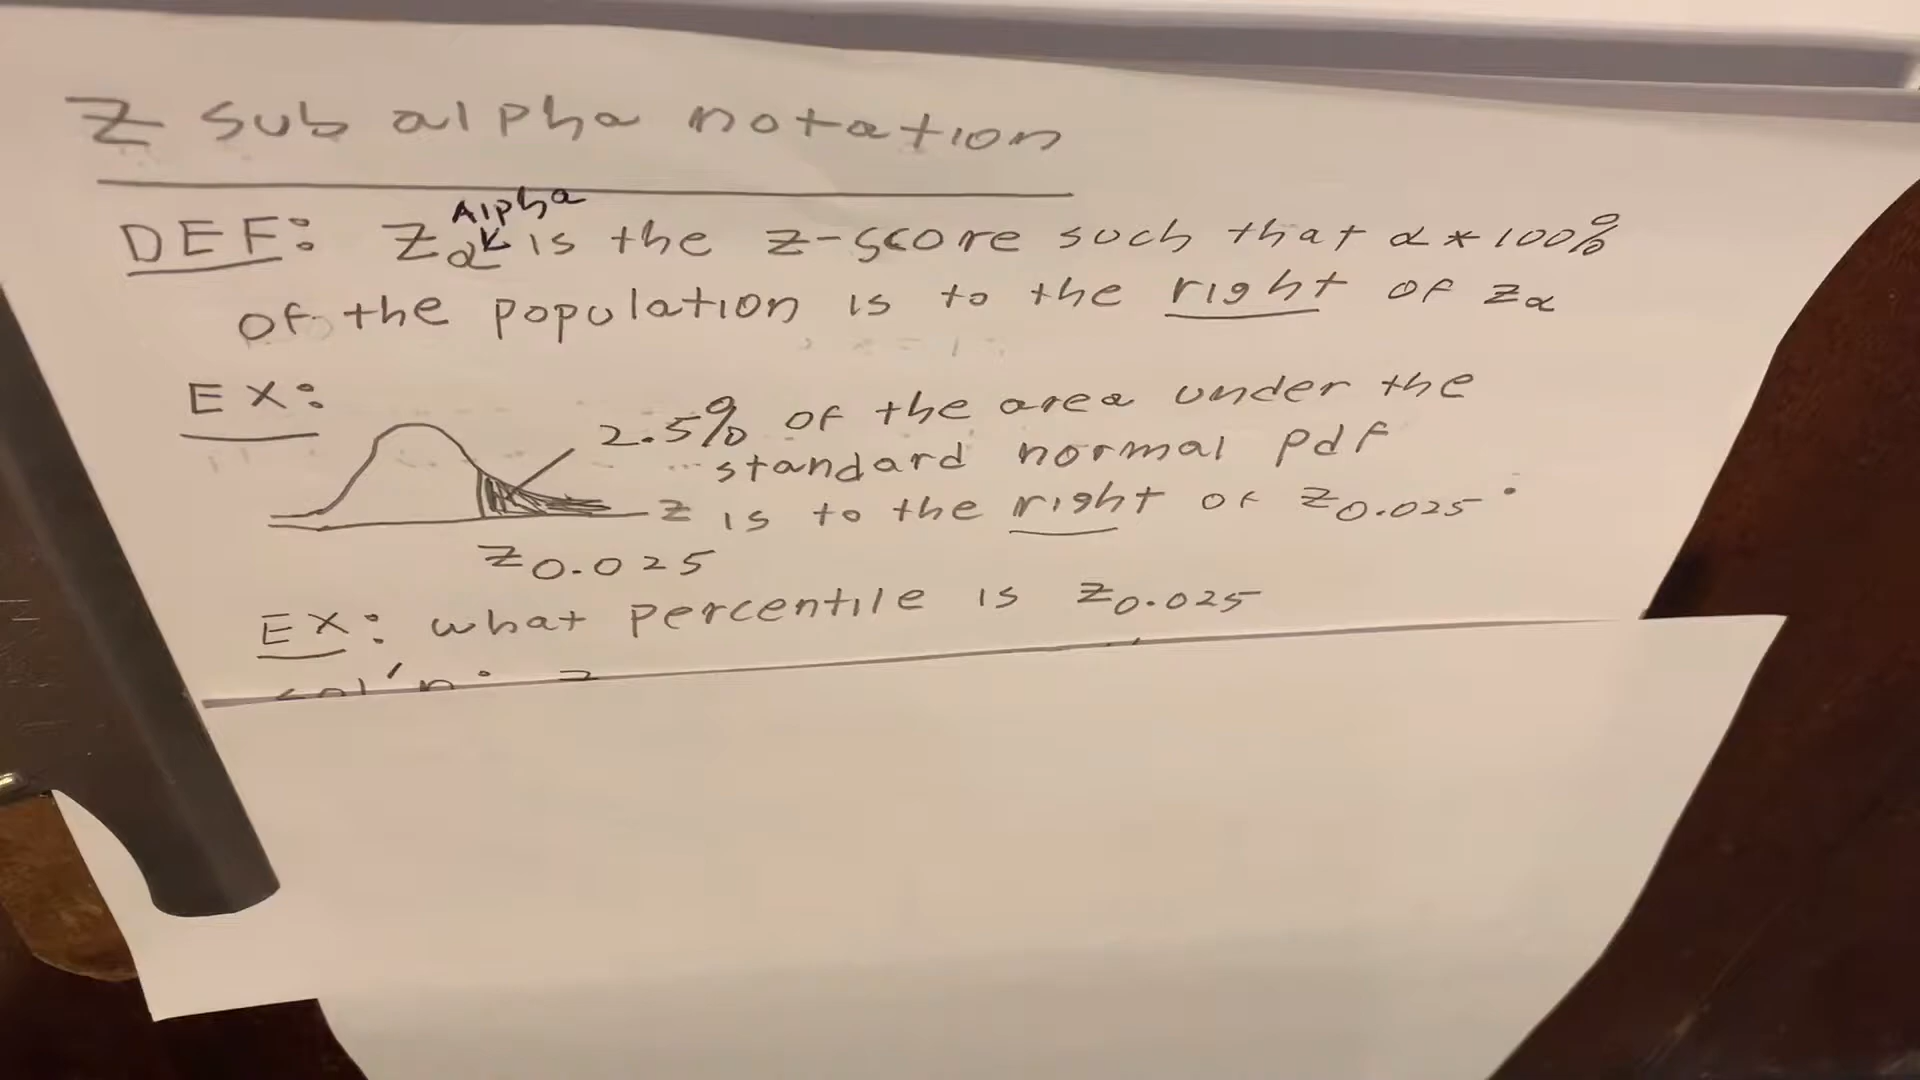 Z sub alpha notation
Alpha
DEF: Zα is the z-score such that α*100%
of the population is to the right of zα
EX:
2.5% of the area under the
standard normal pdf
z is to the right of z0.025.
z0.025
EX: what percentile is z0.025